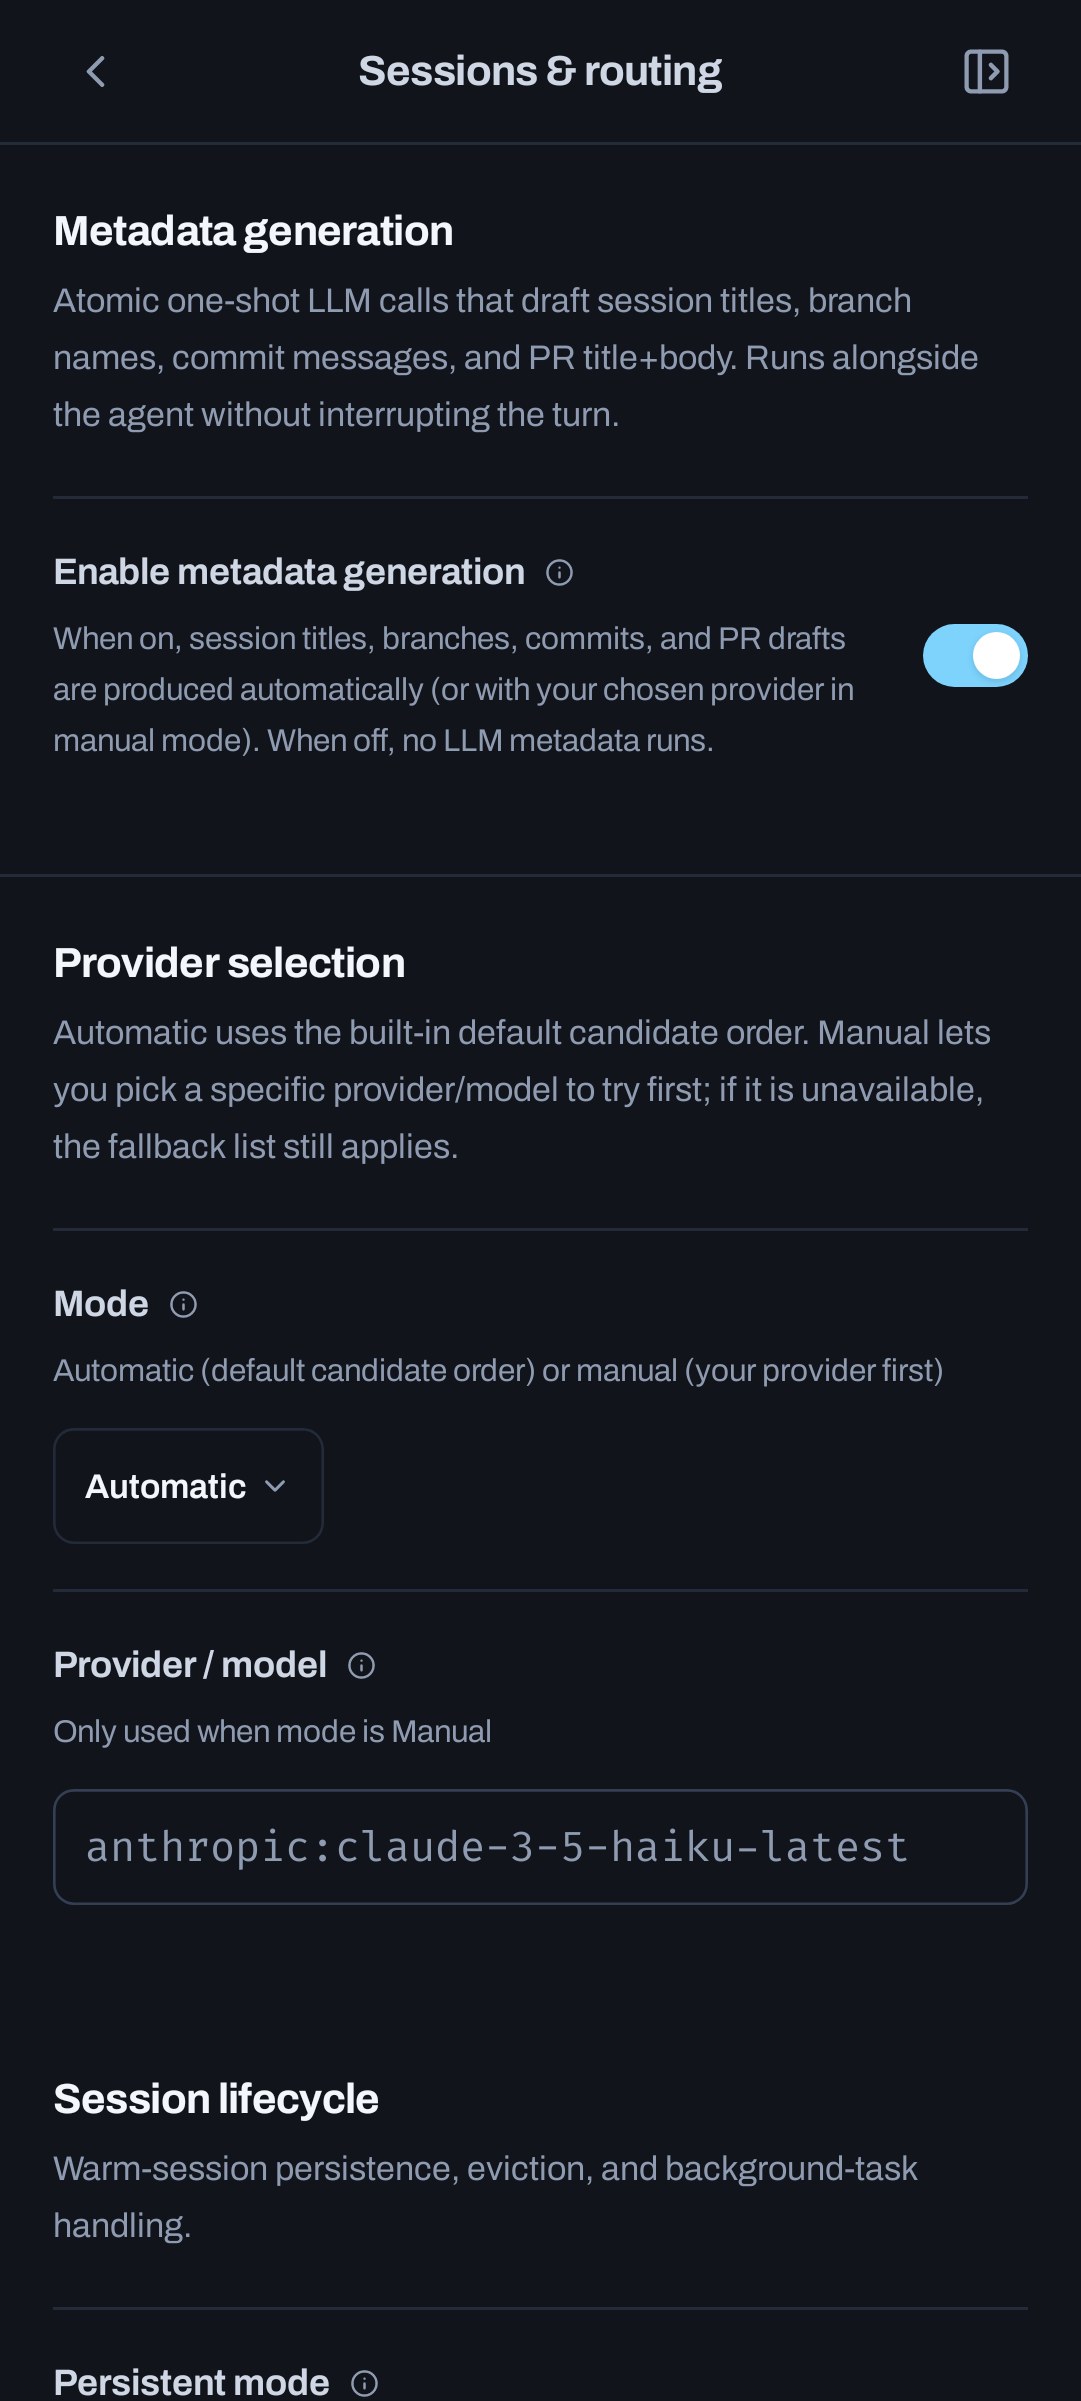 Sessions & routing
Metadata generation
Atomic one-shot LLM calls that draft session titles, branch
names, commit messages, and PR title+body. Runs alongside
the agent without interrupting the turn.
Enable metadata generation
When on, session titles, branches, commits, and PR drafts
are produced automatically (or with your chosen provider in
manual mode). When off, no LLM metadata runs.
Provider selection
Automatic uses the built-in default candidate order. Manual lets
you pick a specific provider/model to try first; if it is unavailable,
the fallback list still applies.
Mode
Automatic (default candidate order) or manual (your provider first)
Automatic
Provider / model
Only used when mode is Manual
anthropic:claude-3-5-haiku-latest
Session lifecycle
Warm-session persistence, eviction, and background-task
handling.
Persistent mode